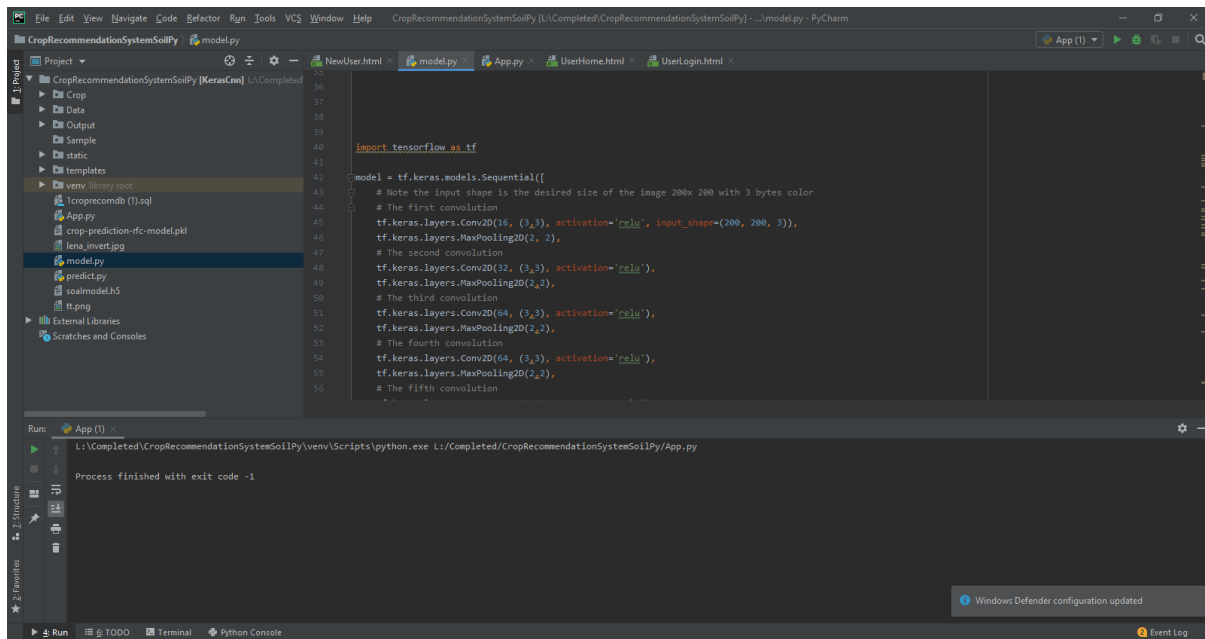 PC File Edit View Navigate Code Refactor Run Tools VCS Window Help CropRecommendationSystemSoilPy [L:\Completed\CropRecommendationSystemSoilPy] - ...\model.py - PyCharm
CropRecommendationSystemSoilPy model.py App (1)
1: Project
Project
NewUser.html model.py App.py UserHome.html UserLogin.html
CropRecommendationSystemSoilPy [KerasCnn] L:\Completed
Crop
Data
Output
Sample
static
templates
venv library root
1croprecomdb (1).sql
App.py
crop-prediction-rfc-model.pkl
lena_invert.jpg
model.py
predict.py
soalmodel.h5
tt.png
External Libraries
Scratches and Consoles
35
36
37
38
39
40 import tensorflow as tf
41
42 model = tf.keras.models.Sequential([
43 # Note the input shape is the desired size of the image 200x 200 with 3 bytes color
44 # The first convolution
45 tf.keras.layers.Conv2D(16, (3,3), activation='relu', input_shape=(200, 200, 3)),
46 tf.keras.layers.MaxPooling2D(2, 2),
47 # The second convolution
48 tf.keras.layers.Conv2D(32, (3,3), activation='relu'),
49 tf.keras.layers.MaxPooling2D(2,2),
50 # The third convolution
51 tf.keras.layers.Conv2D(64, (3,3), activation='relu'),
52 tf.keras.layers.MaxPooling2D(2,2),
53 # The fourth convolution
54 tf.keras.layers.Conv2D(64, (3,3), activation='relu'),
55 tf.keras.layers.MaxPooling2D(2,2),
56 # The fifth convolution
Run: App (1)
L:\Completed\CropRecommendationSystemSoilPy\venv\Scripts\python.exe L:/Completed/CropRecommendationSystemSoilPy/App.py
Process finished with exit code -1
7: Structure
2: Favorites
Windows Defender configuration updated
4: Run 6: TODO Terminal Python Console 2 Event Log